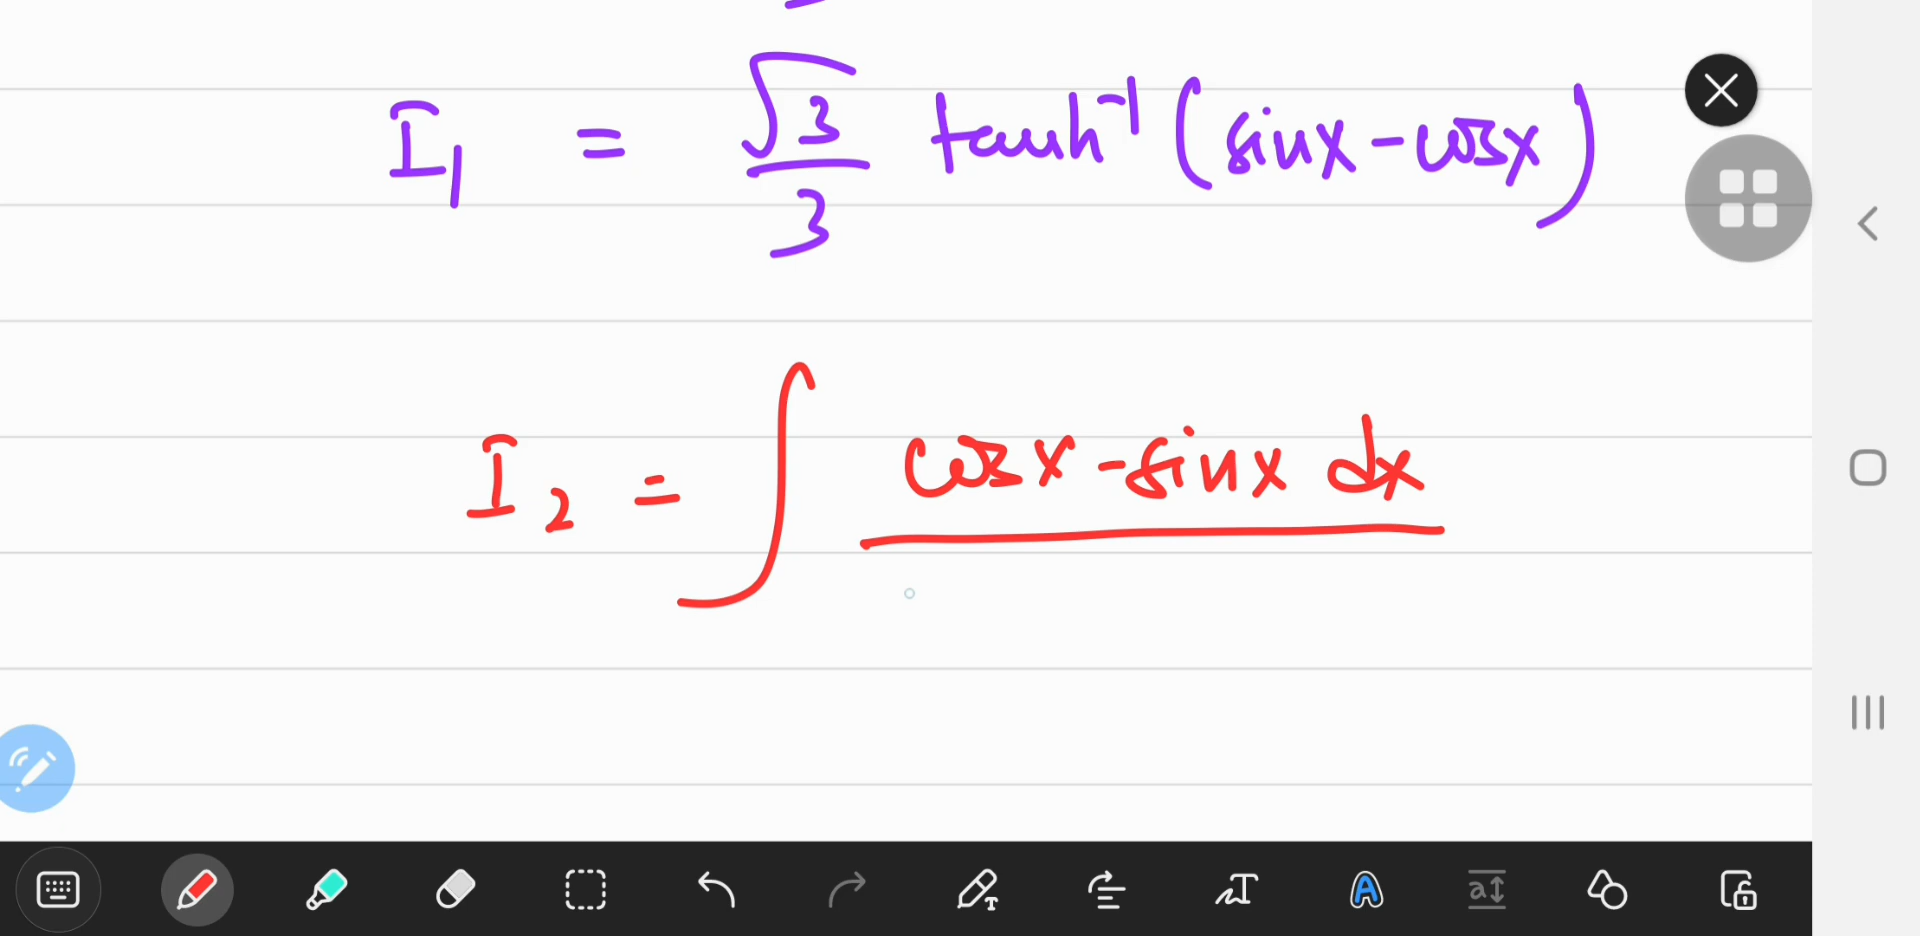 I₁ = √3/3 tanh⁻¹(sinx-cosx)
I₂ = ∫ cosx-sinx dx